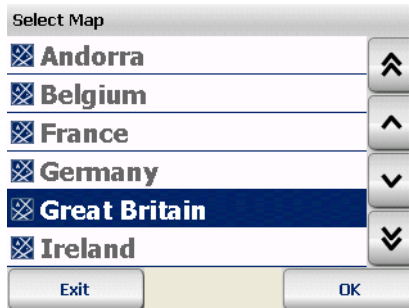 Select Map
Andorra
Belgium
France
Germany
Great Britain
Ireland
Exit
OK